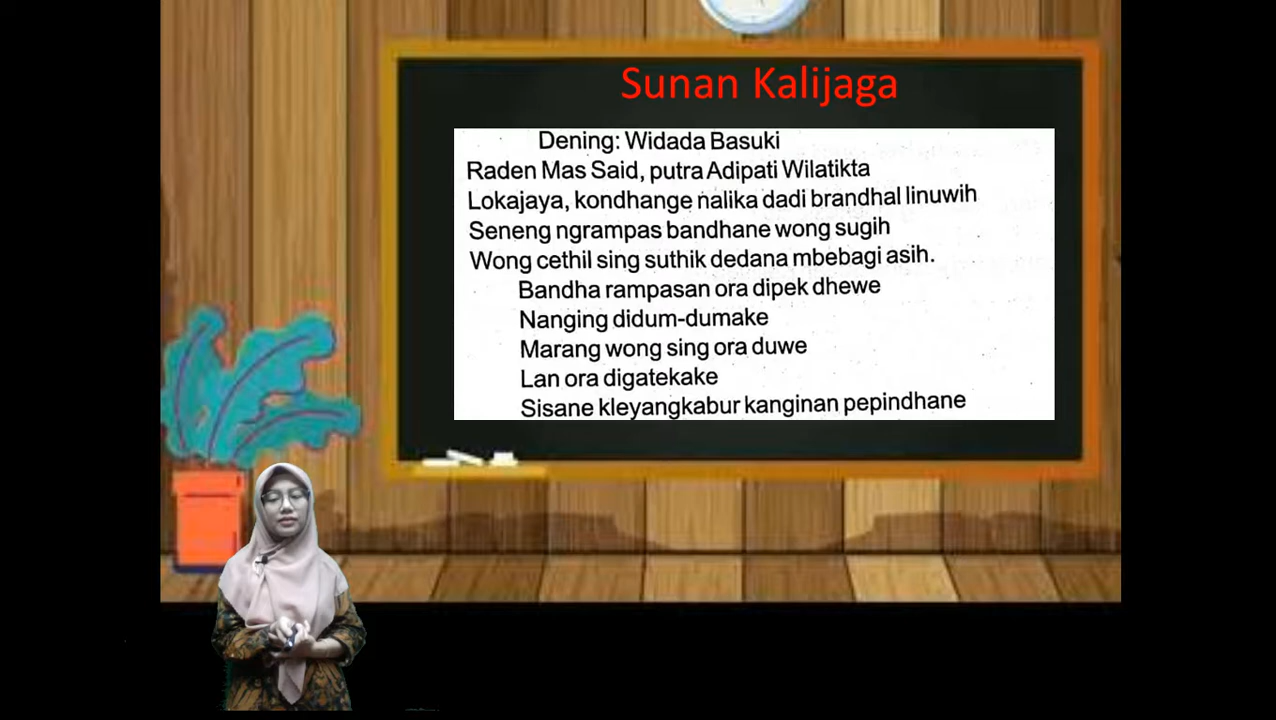 Sunan Kalijaga
Dening: Widada Basuki
Raden Mas Said, putra Adipati Wilatikta
Lokajaya, kondhange nalika dadi brandhal linuwih
Seneng ngrampas bandhane wong sugih
Wong cethil sing suthik dedana mbebagi asih.
Bandha rampasan ora dipek dhewe
Nanging didum-dumake
Marang wong sing ora duwe
Lan ora digatekake
Sisane kleyangkabur kanginan pepindhane